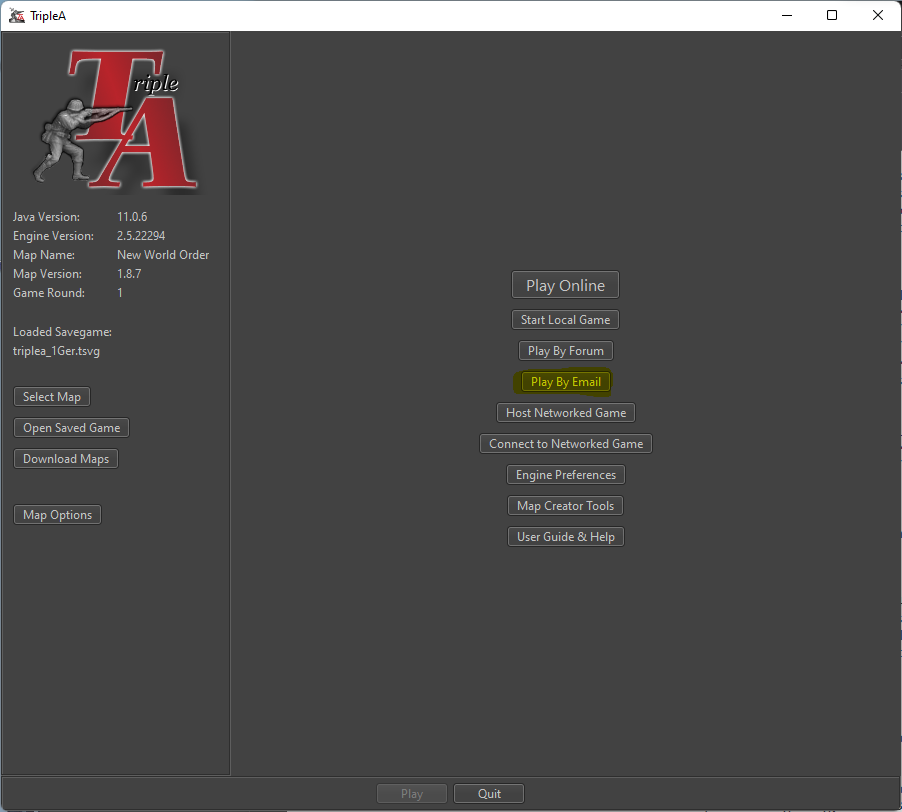 TripleA
Triple
A
Java Version: 11.0.6
Engine Version: 2.5.22294
Map Name: New World Order
Map Version: 1.8.7
Game Round: 1
Loaded Savegame:
triplea_1Ger.tsvg
Select Map
Open Saved Game
Download Maps
Map Options
Play Online
Start Local Game
Play By Forum
Play By Email
Host Networked Game
Connect to Networked Game
Engine Preferences
Map Creator Tools
User Guide & Help
Play
Quit